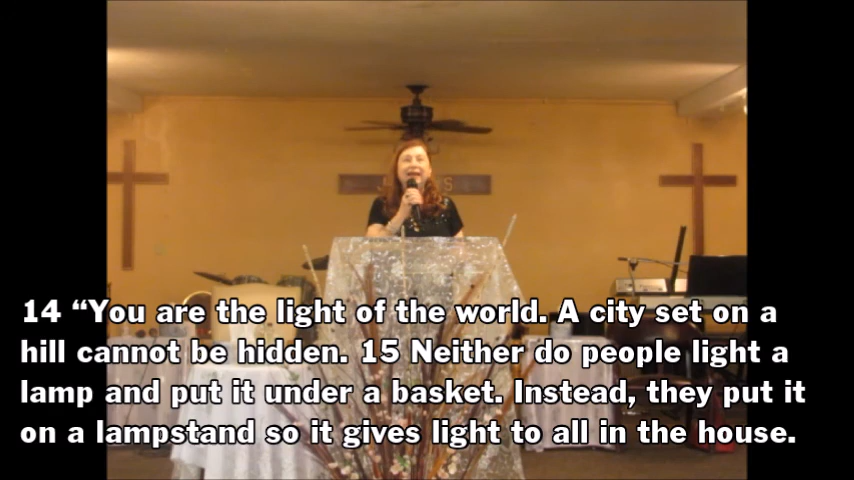 14 “You are the light of the world. A city set on a
hill cannot be hidden. 15 Neither do people light a
lamp and put it under a basket. Instead, they put it
on a lampstand so it gives light to all in the house.